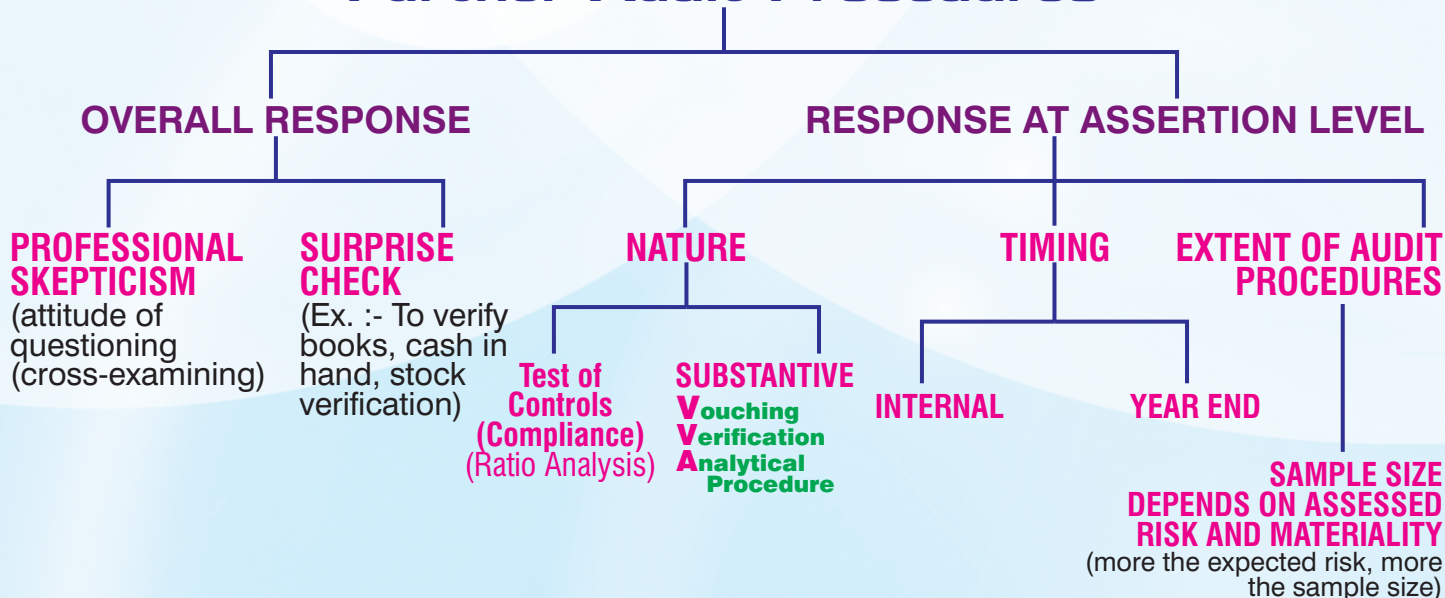 Further Audit Procedures
OVERALL RESPONSE
RESPONSE AT ASSERTION LEVEL
PROFESSIONAL
SKEPTICISM
(attitude of
questioning
(cross-examining)
SURPRISE
CHECK
(Ex. :- To verify
books, cash in
hand, stock
verification)
NATURE
TIMING
EXTENT OF AUDIT
PROCEDURES
Test of
Controls
(Compliance)
(Ratio Analysis)
SUBSTANTIVE
Vouching
Verification
Analytical
Procedure
INTERNAL
YEAR END
SAMPLE SIZE
DEPENDS ON ASSESSED
RISK AND MATERIALITY
(more the expected risk, more
the sample size)